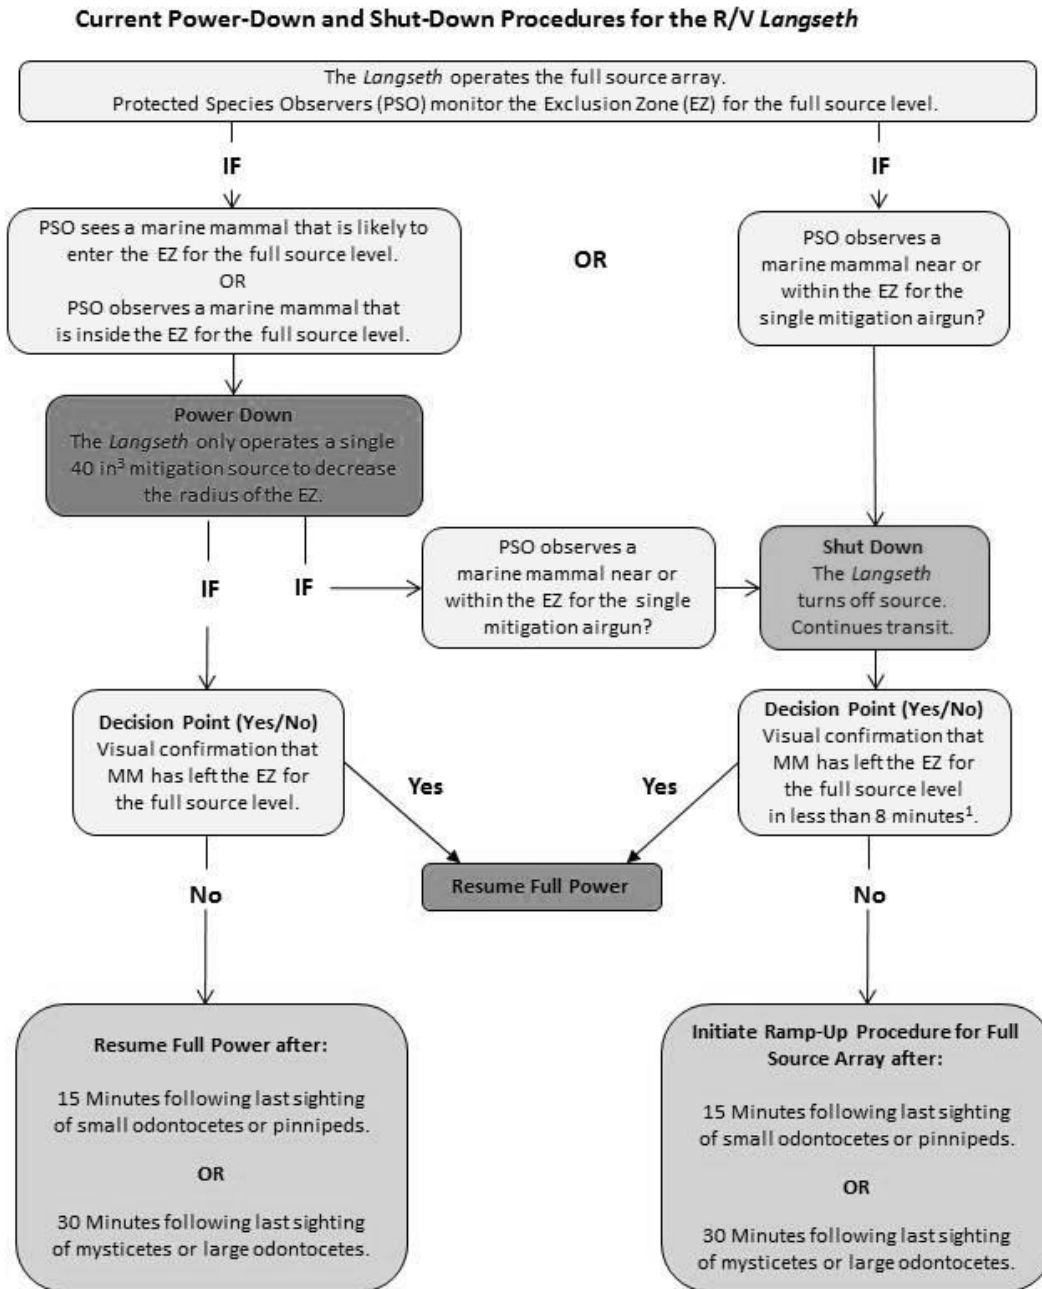 Current Power-Down and Shut-Down Procedures for the R/V Langseth
The Langseth operates the full source array.
Protected Species Observers (PSO) monitor the Exclusion Zone (EZ) for the full source level.
IF
IF
PSO sees a marine mammal that is likely to
enter the EZ for the full source level.
OR
PSO observes a marine mammal that
is inside the EZ for the full source level.
OR
PSO observes a
marine mammal near or
within the EZ for the
single mitigation airgun?
Power Down
The Langseth only operates a single
40 in³ mitigation source to decrease
the radius of the EZ.
IF
IF
PSO observes a
marine mammal near or
within the EZ for the single
mitigation airgun?
Shut Down
The Langseth
turns off source.
Continues transit.
Decision Point (Yes/No)
Visual confirmation that
MM has left the EZ for
the full source level.
Yes
Yes
Decision Point (Yes/No)
Visual confirmation that
MM has left the EZ for
the full source level
in less than 8 minutes¹.
Resume Full Power
No
No
Resume Full Power after:
15 Minutes following last sighting
of small odontocetes or pinnipeds.
OR
30 Minutes following last sighting
of mysticetes or large odontocetes.
Initiate Ramp-Up Procedure for Full
Source Array after:
15 Minutes following last sighting
of small odontocetes or pinnipeds.
OR
30 Minutes following last sighting
of mysticetes or large odontocetes.